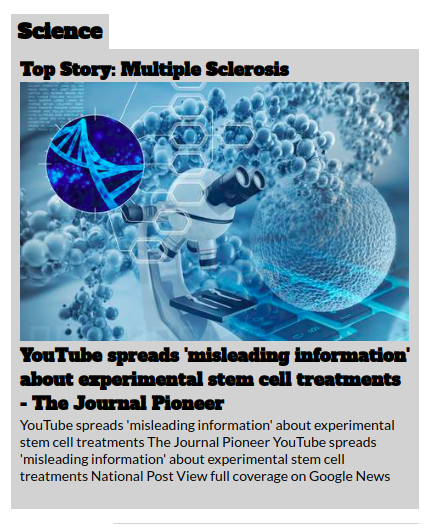 Science
Top Story: Multiple Sclerosis
YouTube spreads 'misleading information'
about experimental stem cell treatments
- The Journal Pioneer
YouTube spreads 'misleading information' about experimental
stem cell treatments The Journal Pioneer YouTube spreads
'misleading information' about experimental stem cell
treatments National Post View full coverage on Google News